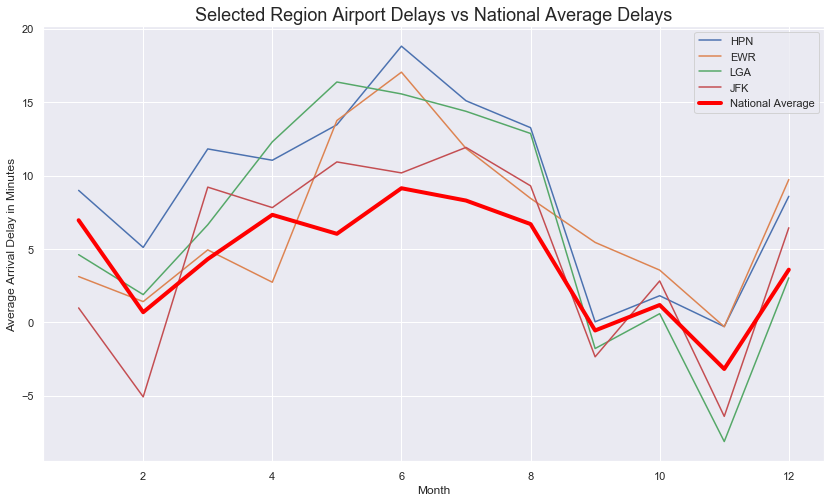 Selected Region Airport Delays vs National Average Delays
HPN
EWR
LGA
JFK
National Average
Average Arrival Delay in Minutes
20
15
10
5
0
−5
2 4 6 8 10 12
Month